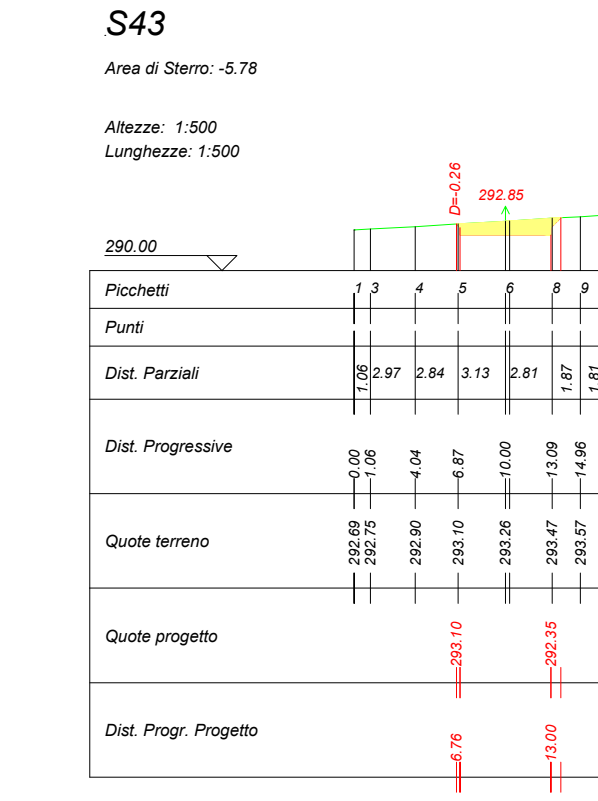 S43
Area di Sterro: -5.78
Altezze: 1:500
Lunghezze: 1:500
D=-0.26
292.85
290.00
Picchetti 1 3 4 5 6 8 9
Punti
Dist. Parziali 1.06 2.97 2.84 3.13 2.81 1.87 1.81
Dist. Progressive 0.00 1.06 4.04 6.87 10.00 13.09 14.96
Quote terreno 292.69 292.75 292.90 293.10 293.26 293.47 293.57
Quote progetto 293.10 292.35
Dist. Progr. Progetto 6.76 13.00